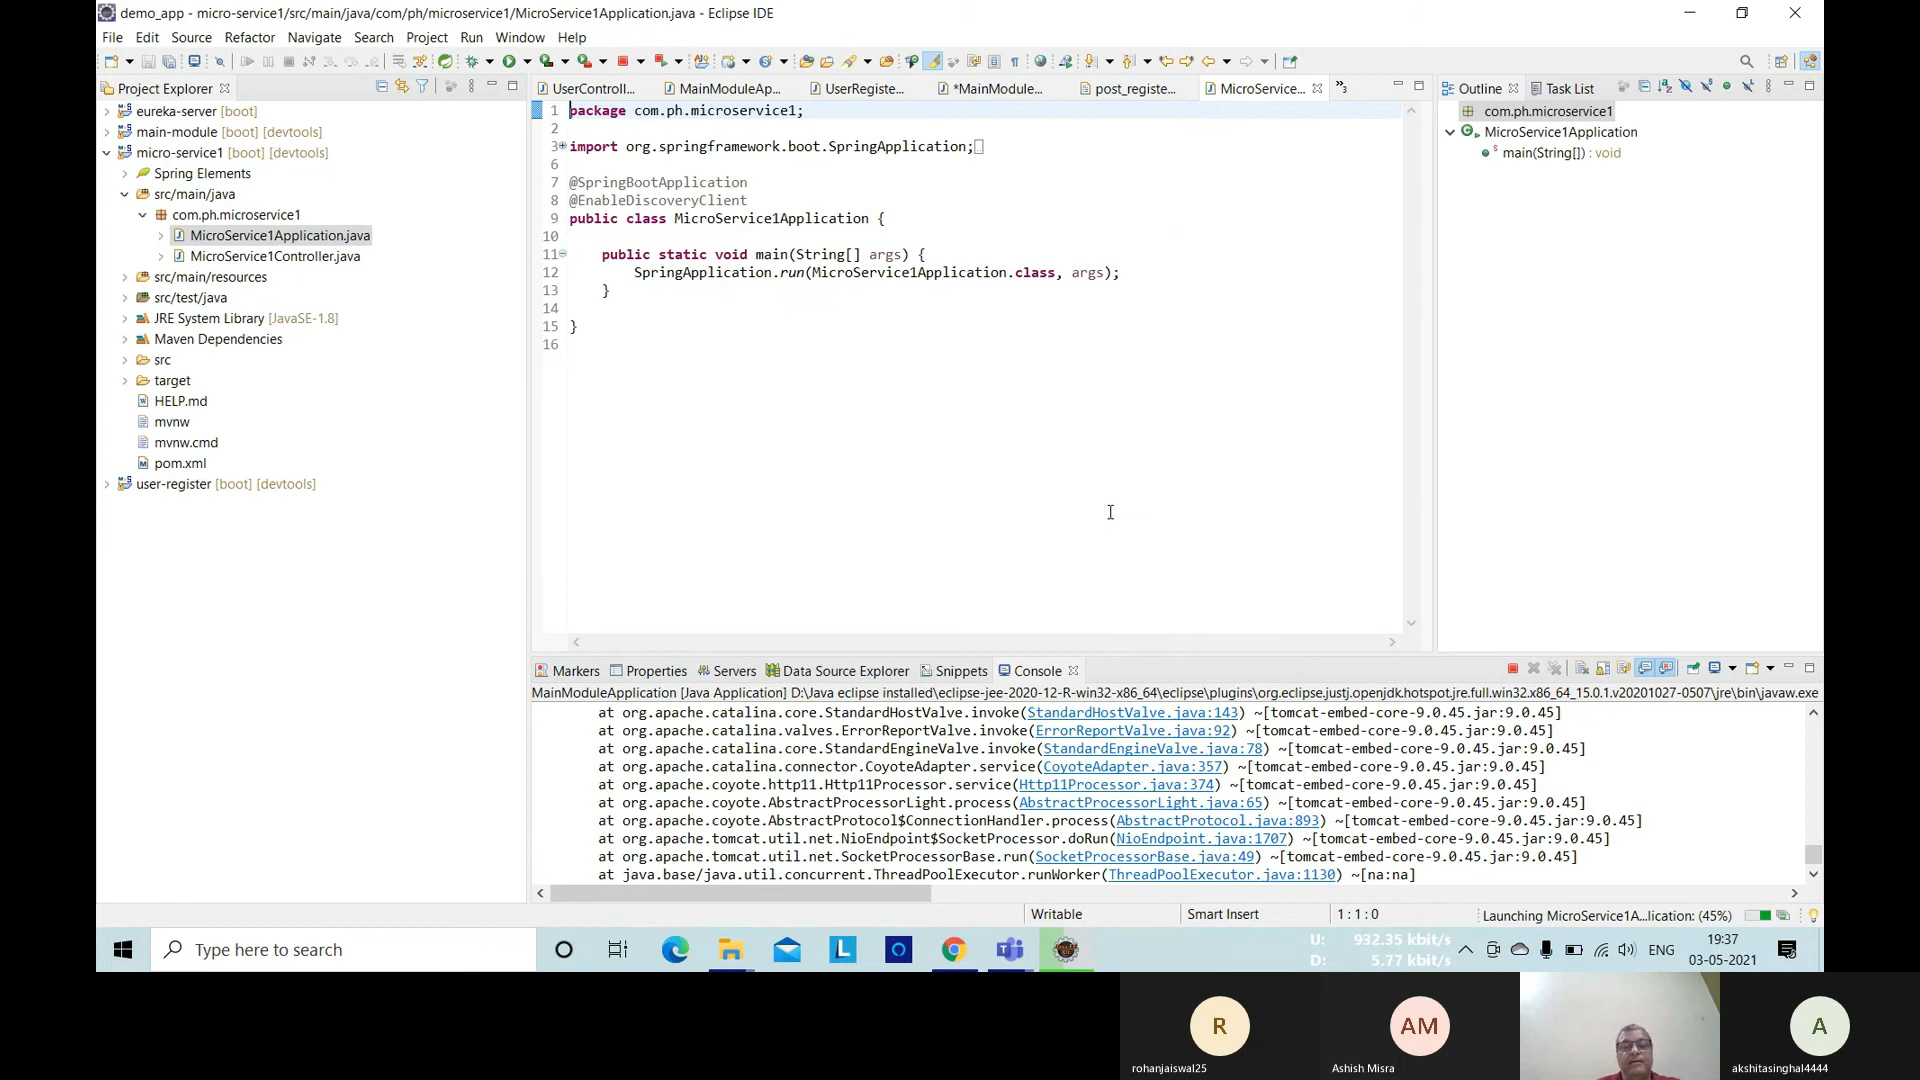 demo_app - micro-service1/src/main/java/com/ph/microservice1/MicroService1Application.java - Eclipse IDE
File Edit Source Refactor Navigate Search Project Run Window Help
Project Explorer
eureka-server [boot]
main-module [boot] [devtools]
micro-service1 [boot] [devtools]
Spring Elements
src/main/java
com.ph.microservice1
MicroService1Application.java
MicroService1Controller.java
src/main/resources
src/test/java
JRE System Library [JavaSE-1.8]
Maven Dependencies
src
target
HELP.md
mvnw
mvnw.cmd
pom.xml
user-register [boot] [devtools]
UserControll... MainModuleAp... UserRegiste... *MainModule... post_registe... MicroService... »3
1 package com.ph.microservice1;
2
3 import org.springframework.boot.SpringApplication;
6
7 @SpringBootApplication
8 @EnableDiscoveryClient
9 public class MicroService1Application {
10
11 public static void main(String[] args) {
12 SpringApplication.run(MicroService1Application.class, args);
13 }
14
15 }
16
Outline Task List
com.ph.microservice1
MicroService1Application
main(String[]) : void
Markers Properties Servers Data Source Explorer Snippets Console
MainModuleApplication [Java Application] D:\Java eclipse installed\eclipse-jee-2020-12-R-win32-x86_64\eclipse\plugins\org.eclipse.justj.openjdk.hotspot.jre.full.win32.x86_64_15.0.1.v20201027-0507\jre\bin\javaw.exe
at org.apache.catalina.core.StandardHostValve.invoke(StandardHostValve.java:143) ~[tomcat-embed-core-9.0.45.jar:9.0.45]
at org.apache.catalina.valves.ErrorReportValve.invoke(ErrorReportValve.java:92) ~[tomcat-embed-core-9.0.45.jar:9.0.45]
at org.apache.catalina.core.StandardEngineValve.invoke(StandardEngineValve.java:78) ~[tomcat-embed-core-9.0.45.jar:9.0.45]
at org.apache.catalina.connector.CoyoteAdapter.service(CoyoteAdapter.java:357) ~[tomcat-embed-core-9.0.45.jar:9.0.45]
at org.apache.coyote.http11.Http11Processor.service(Http11Processor.java:374) ~[tomcat-embed-core-9.0.45.jar:9.0.45]
at org.apache.coyote.AbstractProcessorLight.process(AbstractProcessorLight.java:65) ~[tomcat-embed-core-9.0.45.jar:9.0.45]
at org.apache.coyote.AbstractProtocol$ConnectionHandler.process(AbstractProtocol.java:893) ~[tomcat-embed-core-9.0.45.jar:9.0.45]
at org.apache.tomcat.util.net.NioEndpoint$SocketProcessor.doRun(NioEndpoint.java:1707) ~[tomcat-embed-core-9.0.45.jar:9.0.45]
at org.apache.tomcat.util.net.SocketProcessorBase.run(SocketProcessorBase.java:49) ~[tomcat-embed-core-9.0.45.jar:9.0.45]
at java.base/java.util.concurrent.ThreadPoolExecutor.runWorker(ThreadPoolExecutor.java:1130) ~[na:na]
Writable Smart Insert 1 : 1 : 0 Launching MicroService1A...lication: (45%)
Type here to search
U: 932.35 kbit/s
D: 5.77 kbit/s
ENG
19:37
03-05-2021
R
rohanjaiswal25
AM
Ashish Misra
A
akshitasinghal4444